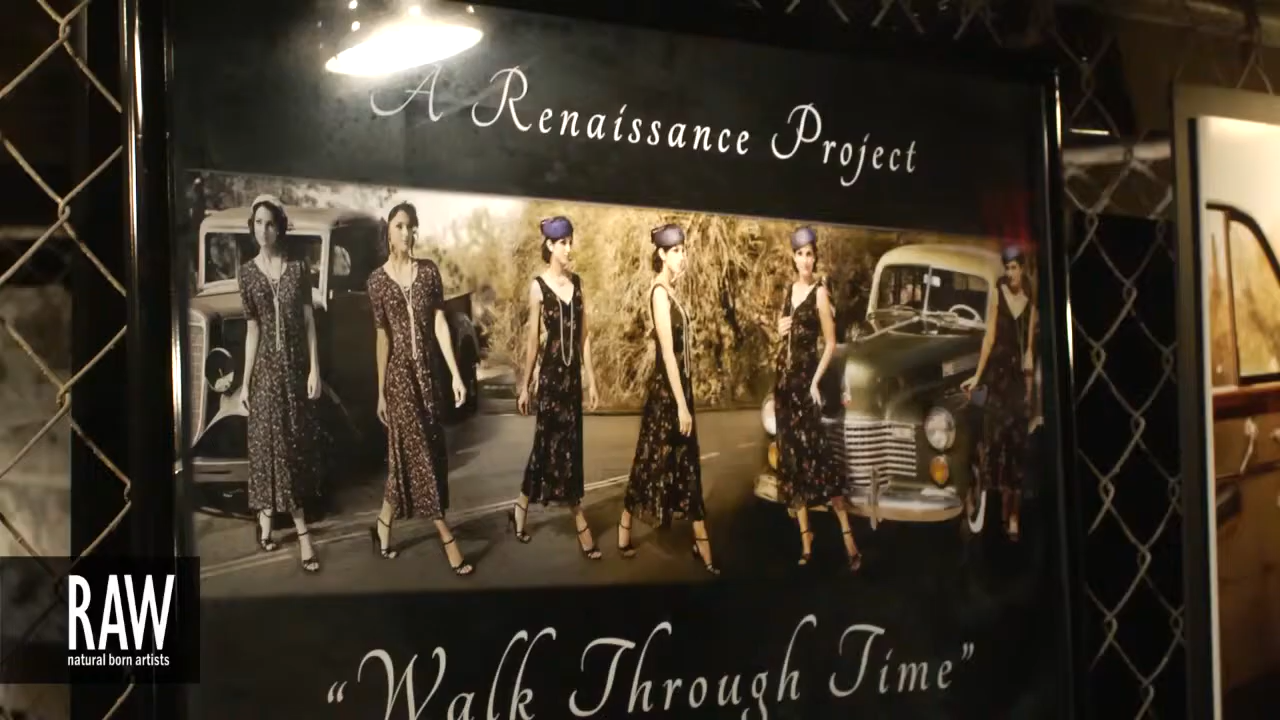 A Renaissance Project
"Walk Through Time"
RAW
natural born artists